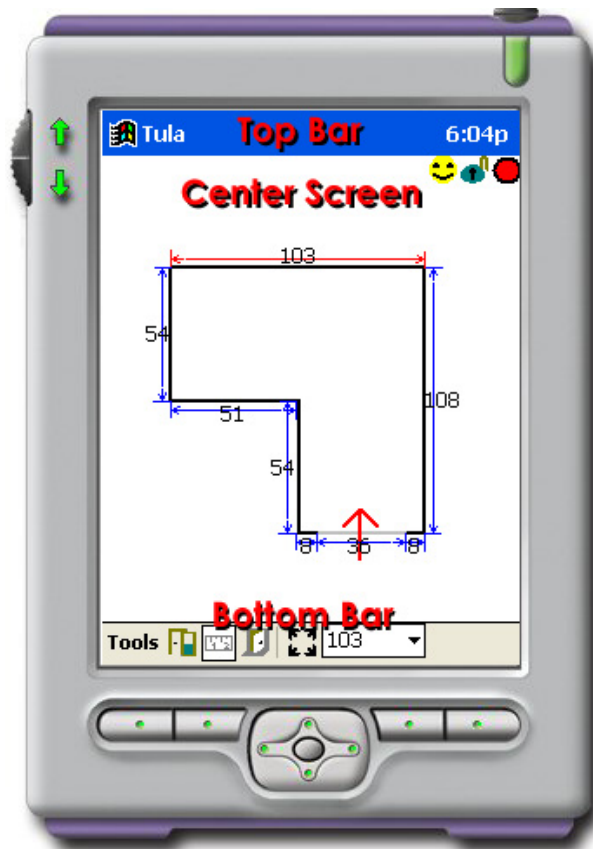 Tula Top Bar 6:04p
Center Screen
103
54
108
51
54
8 36 8
Bottom Bar
Tools 103